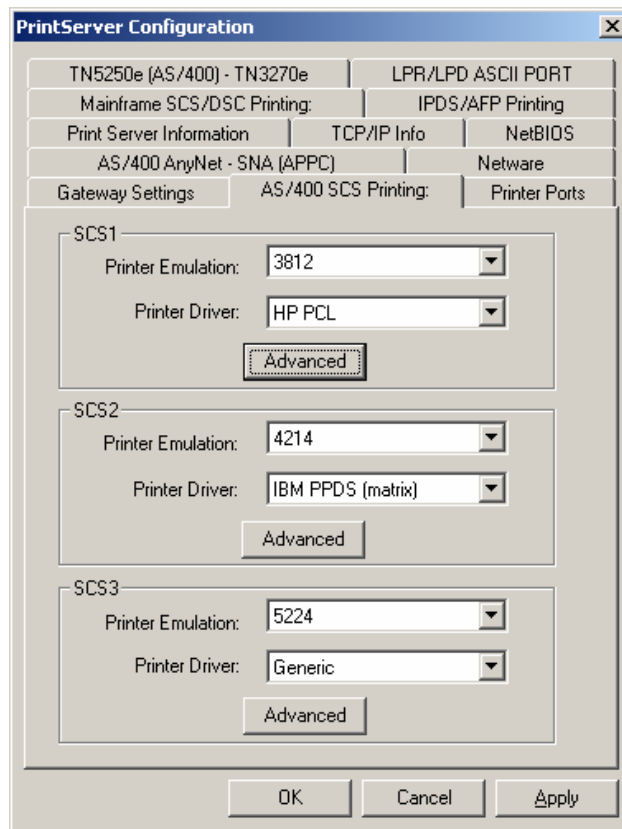 PrintServer Configuration
TN5250e (AS/400) - TN3270e
LPR/LPD ASCII PORT
Mainframe SCS/DSC Printing:
IPDS/AFP Printing
Print Server Information
TCP/IP Info
NetBIOS
AS/400 AnyNet - SNA (APPC)
Netware
Gateway Settings
AS/400 SCS Printing:
Printer Ports
SCS1
Printer Emulation: 3812
Printer Driver: HP PCL
Advanced
SCS2
Printer Emulation: 4214
Printer Driver: IBM PPDS (matrix)
Advanced
SCS3
Printer Emulation: 5224
Printer Driver: Generic
Advanced
OK
Cancel
Apply